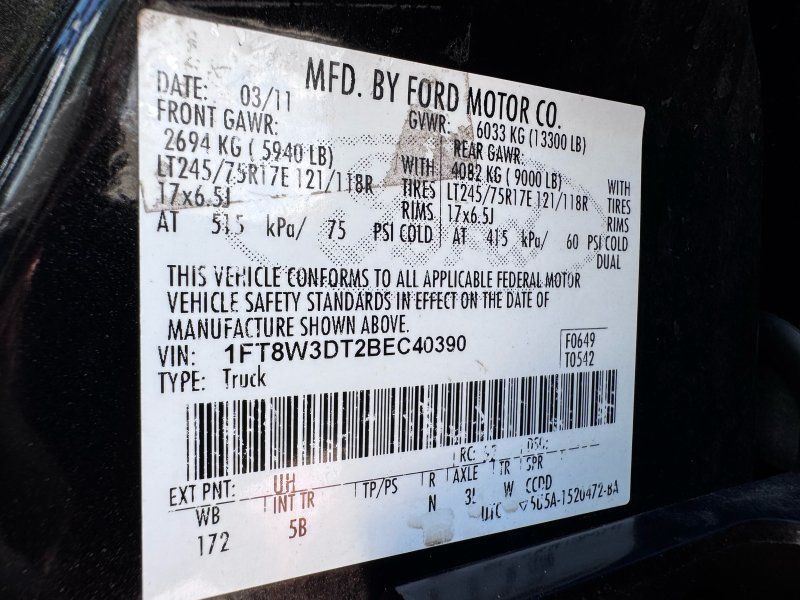 MFD. BY FORD MOTOR CO.
DATE: 03/11 GVWR: 6033 KG (13300 LB)
FRONT GAWR: REAR GAWR:
2694 KG ( 5940 LB) WITH 4082 KG ( 9000 LB) WITH
LT245/75R17E 121/118R TIRES LT245/75R17E 121/118R TIRES
17x6.5J RIMS 17x6.5J RIMS
AT 515 kPa/ 75 PSI COLD AT 415 kPa/ 60 PSI COLD
DUAL
THIS VEHICLE CONFORMS TO ALL APPLICABLE FEDERAL MOTOR
VEHICLE SAFETY STANDARDS IN EFFECT ON THE DATE OF
MANUFACTURE SHOWN ABOVE.
VIN: 1FT8W3DT2BEC40390 F0649
TYPE: Truck T0542
RC: DSO:
EXT PNT: UH R AXLE TR SPR
WB INT TR TP/PS N 3L W CCDD
172 5B UTC